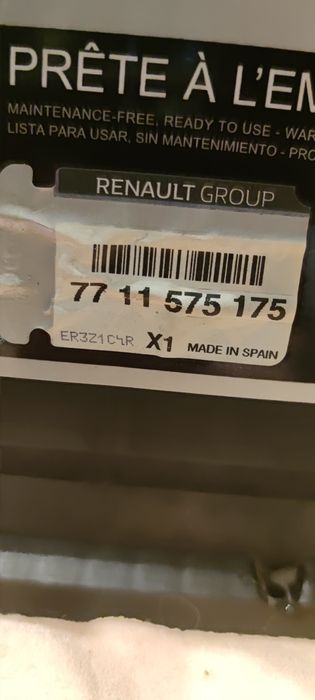 PRÊTE À L'EM
MAINTENANCE-FREE, READY TO USE - WAR
LISTA PARA USAR, SIN MANTENIMIENTO - PRO
RENAULT GROUP
77 11 575 175
ER3Z1C4R X1 MADE IN SPAIN